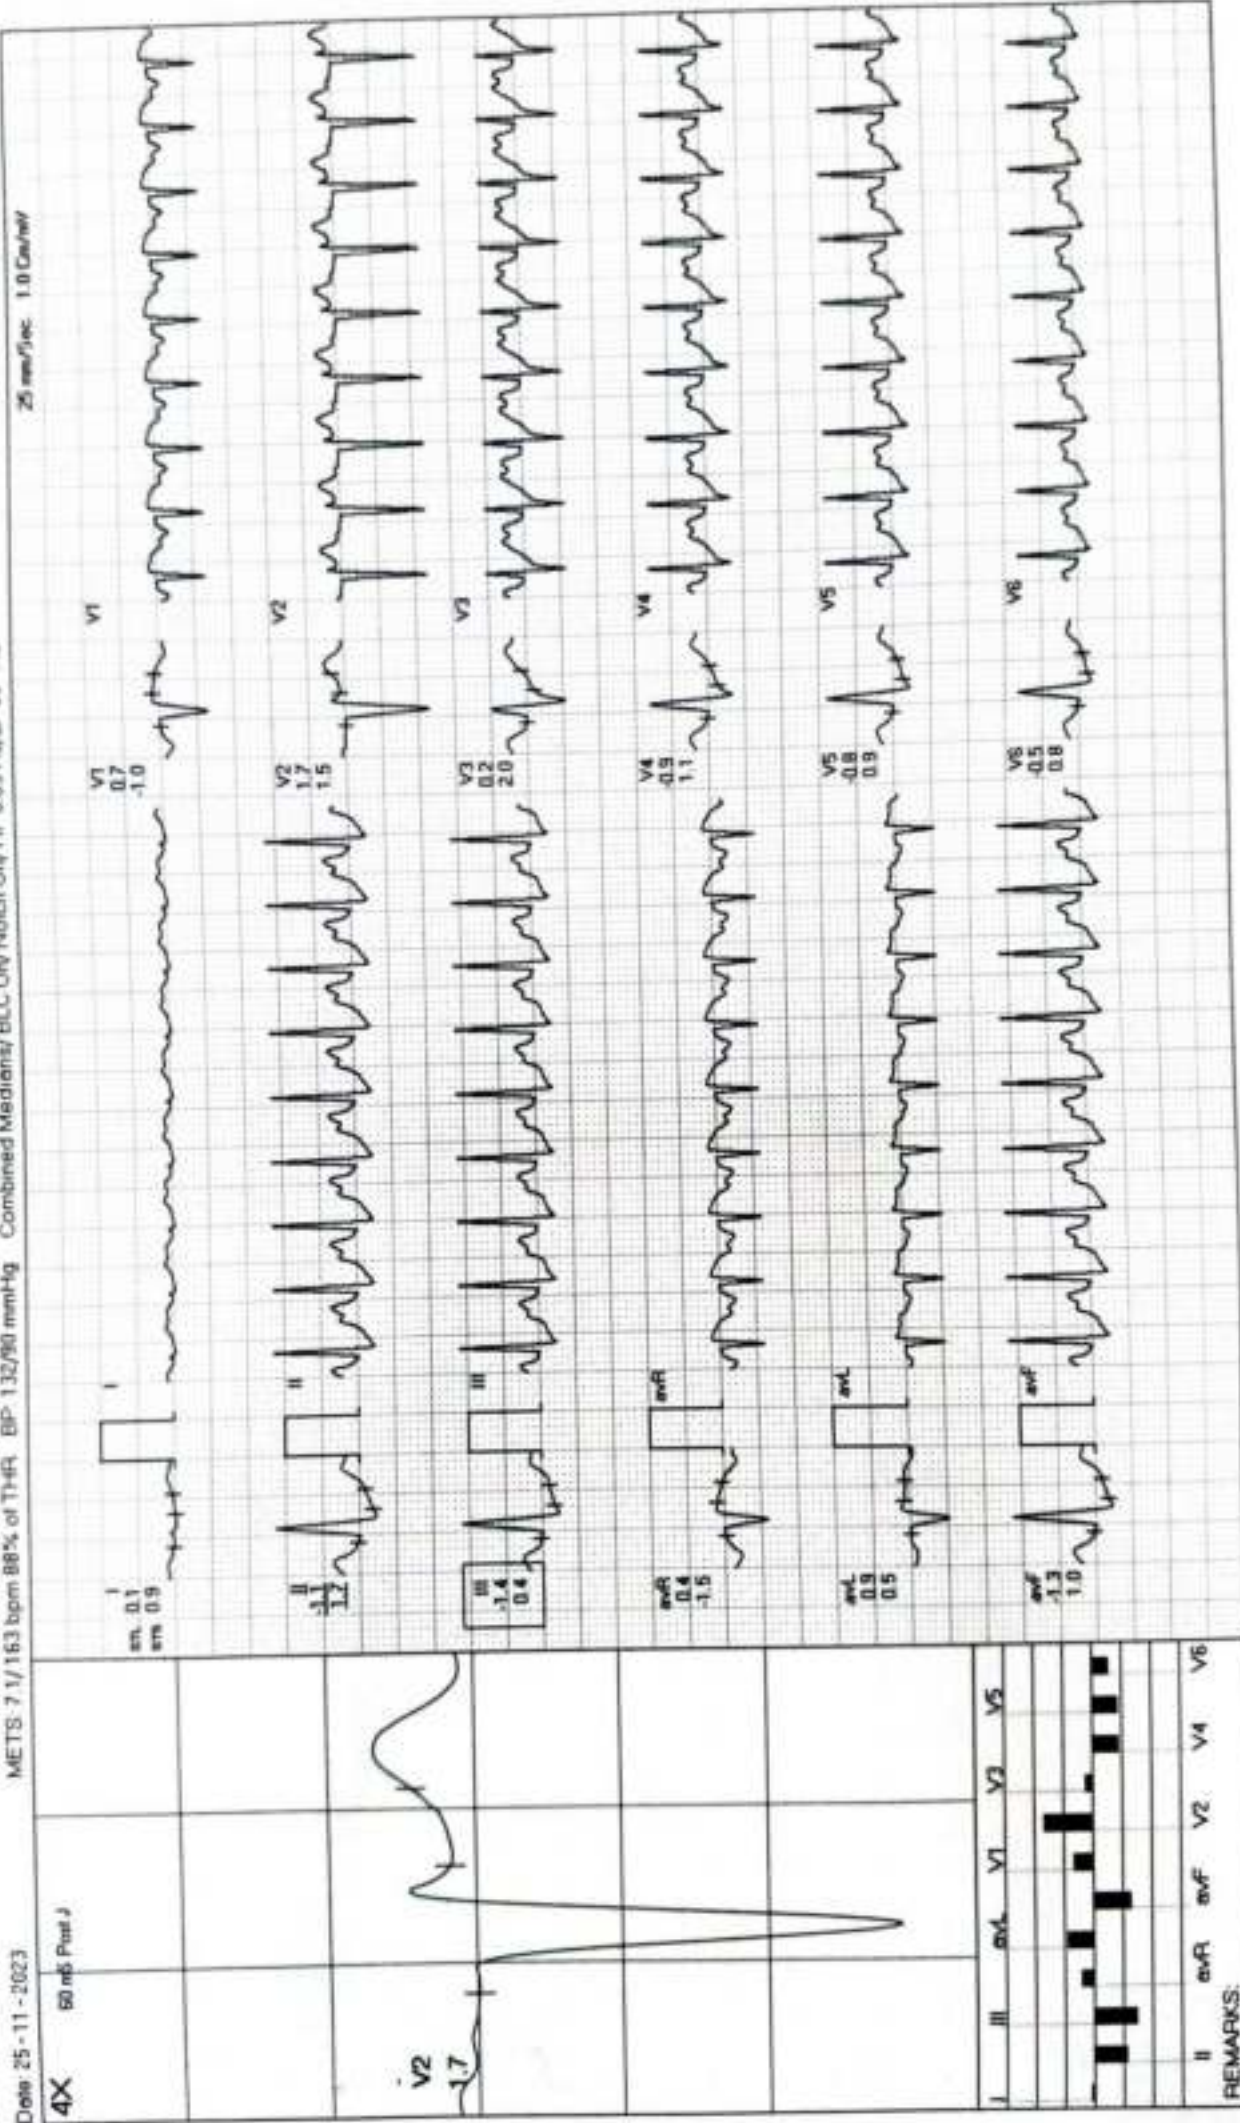 Date: 25 - 11 - 2023
METS: 7.1/ 163 bpm 88% of THR BP: 132/90 mmHg Combined Medians/ BLC On/ Notch On/
4X
60 mS Post J
25 mm/Sec. 1.0 Cm/mV
V2
1.7
I
0.1
0.9
I
V1
0.7
-1.0
V1
II
-1.1
1.7
II
V2
1.7
1.5
V2
III
-1.4
0.4
III
V3
0.2
2.0
V3
avR
0.4
-1.5
avR
V4
-0.9
1.1
V4
avL
0.9
0.5
avL
V5
-0.8
0.9
V5
avF
-1.3
1.0
avF
V6
-0.5
0.8
V6
I III avL V1 V3 V5
II avR avF V2 V4 V6
REMARKS: